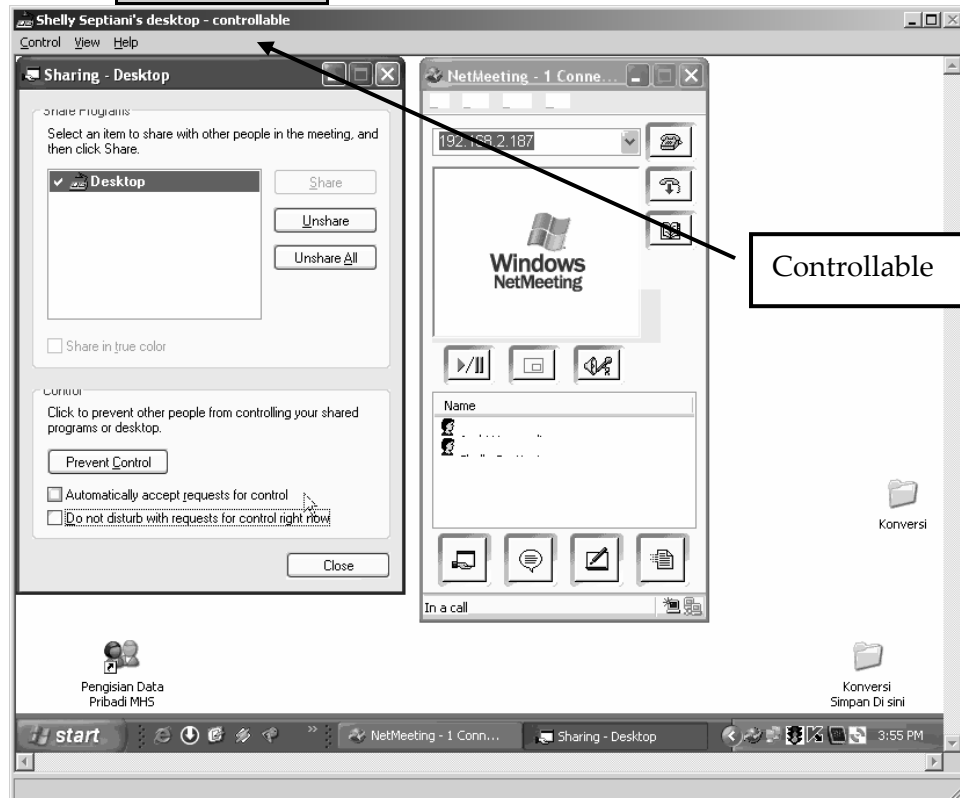 Shelly Septiani's desktop - controllable
Control View Help
Sharing - Desktop
Share Programs
Select an item to share with other people in the meeting, and
then click Share.
Desktop
Share
Unshare
Unshare All
Share in true color
Control
Click to prevent other people from controlling your shared
programs or desktop.
Prevent Control
Automatically accept requests for control
Do not disturb with requests for control right now
Close
NetMeeting - 1 Conne...
192.168.2.187
Windows
NetMeeting
Name
In a call
Controllable
Konversi
Pengisian Data
Pribadi MHS
Konversi
Simpan Di sini
start
NetMeeting - 1 Conn...
Sharing - Desktop
3:55 PM